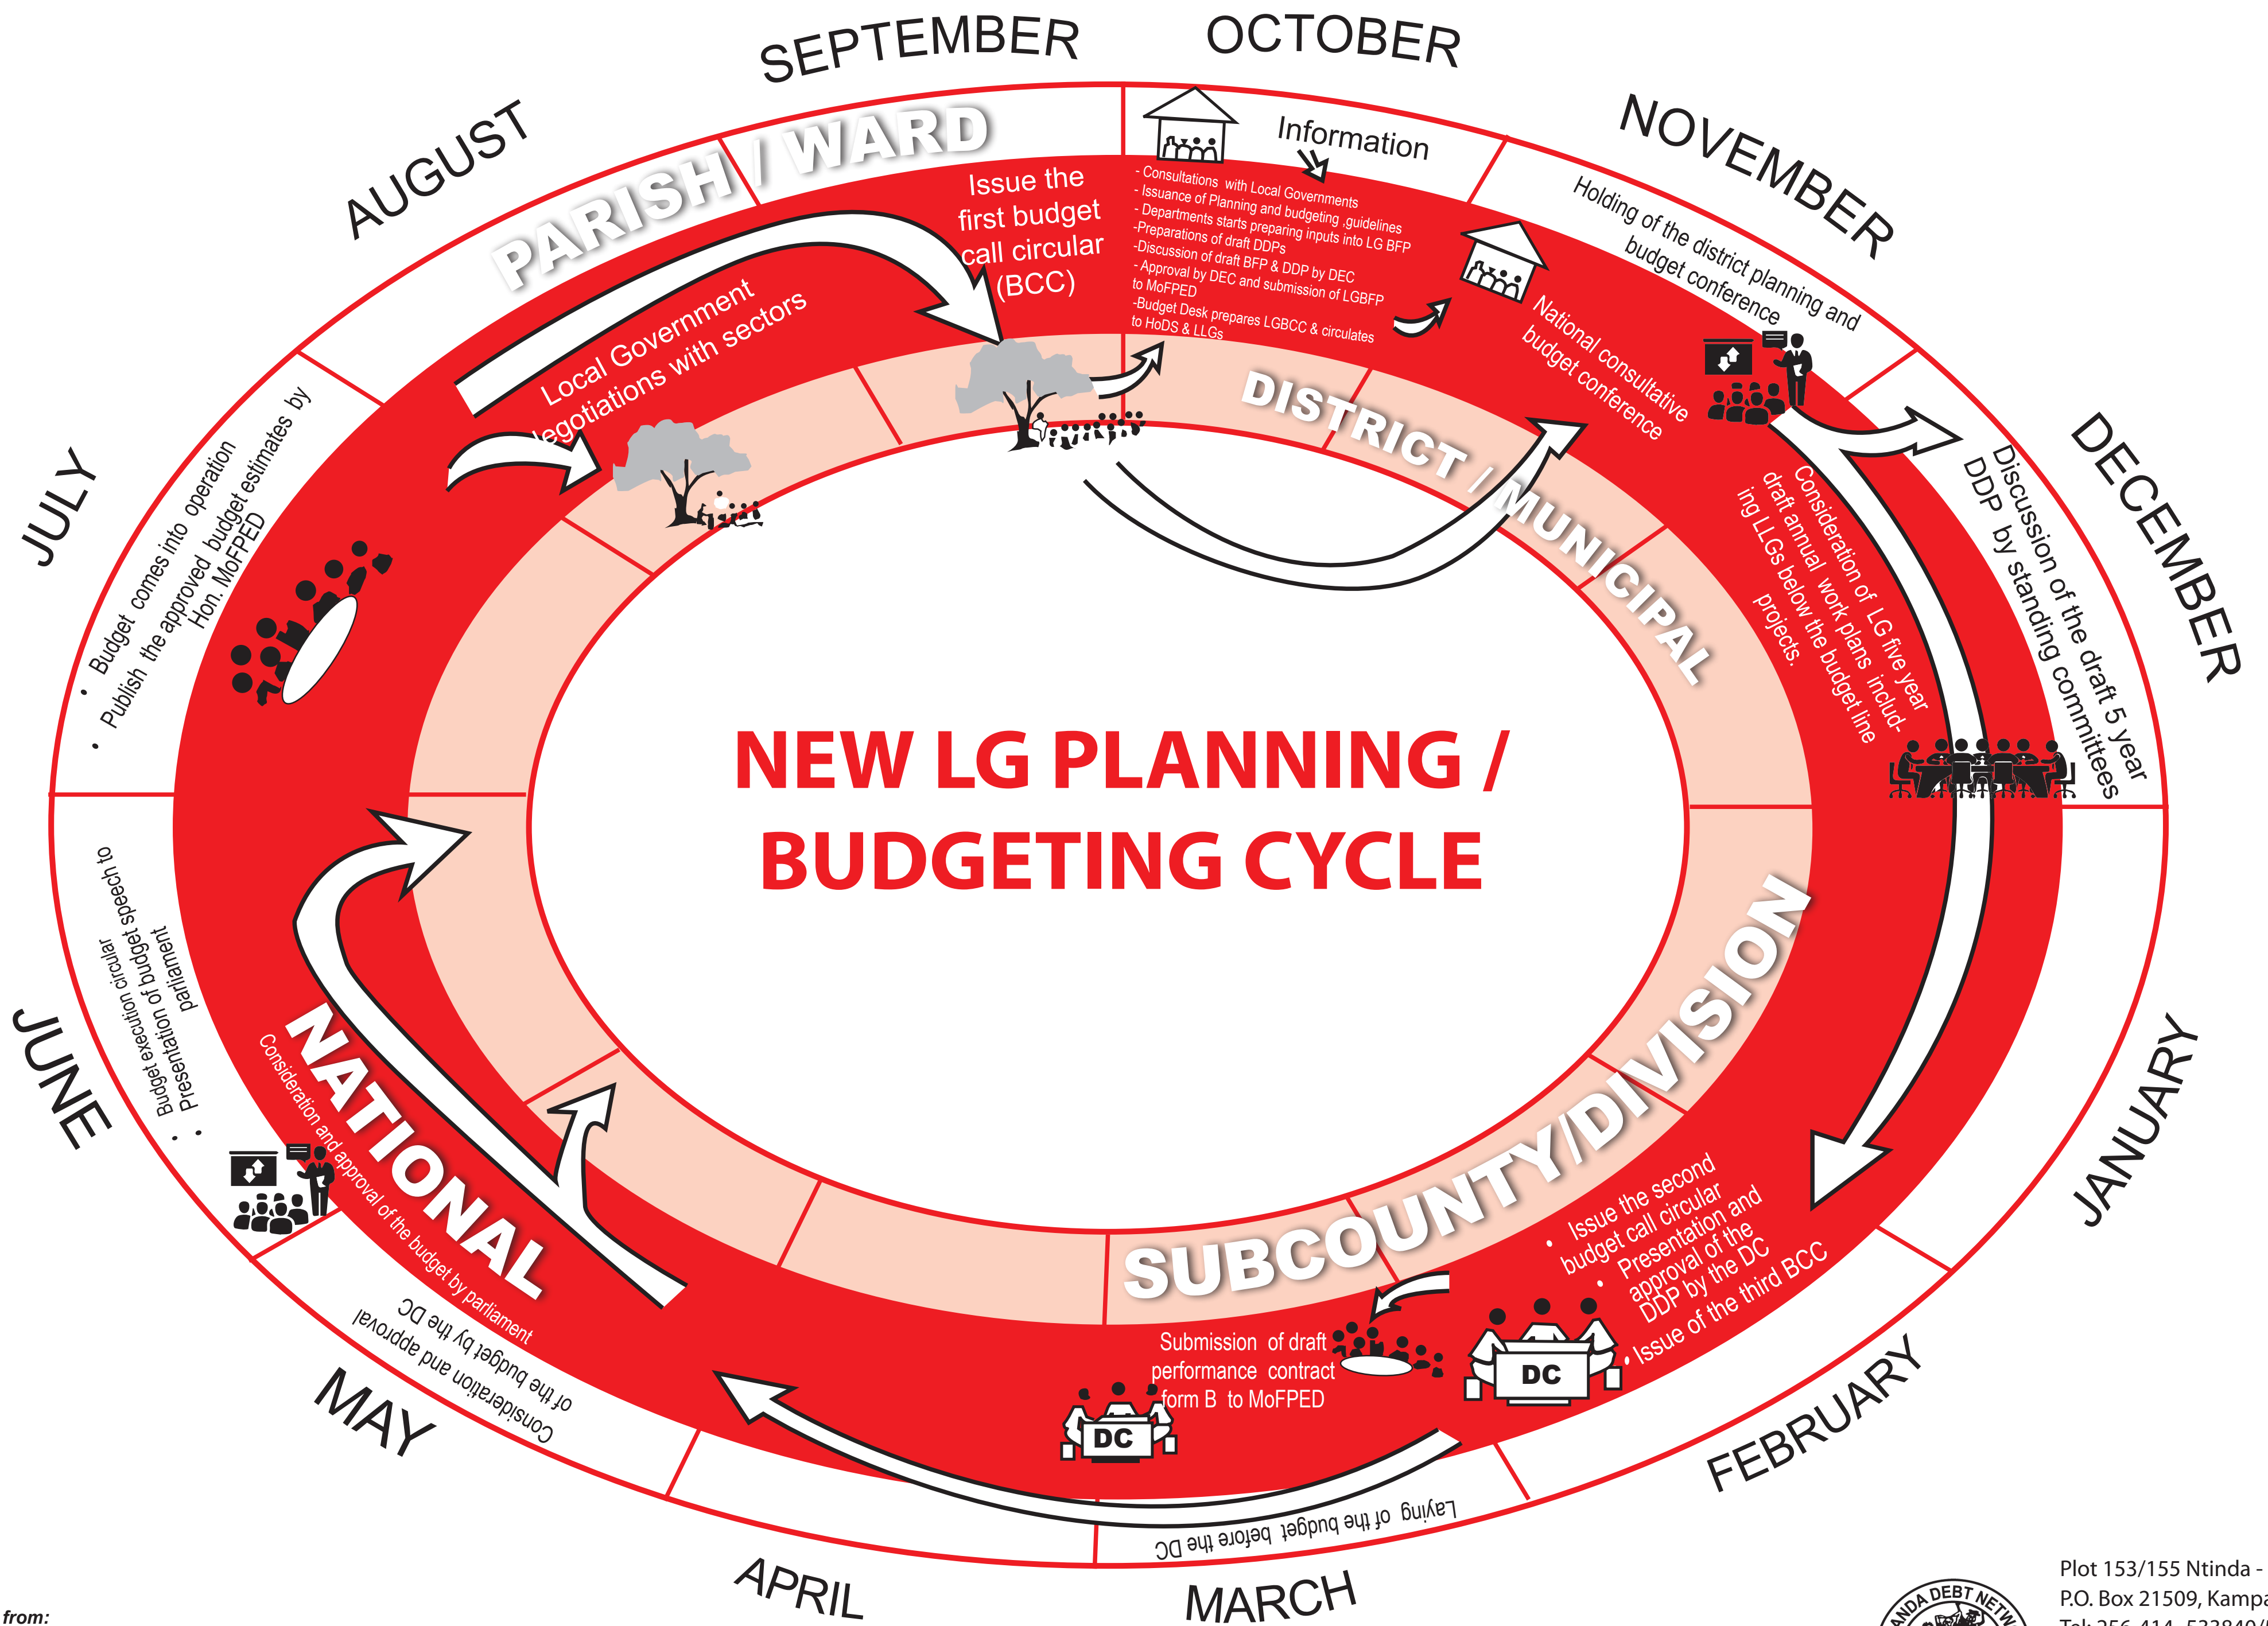 SEPTEMBER
OCTOBER
NOVEMBER
DECEMBER
JANUARY
FEBRUARY
MARCH
APRIL
MAY
JUNE
JULY
AUGUST
PARISH / WARD
Issue the
first budget
call circular
(BCC)
Local Government
negotiations with sectors
Information
- Consultations with Local Governments
- Issuance of Planning and budgeting ,guidelines
- Departments starts preparing inputs into LG BFP
-Preparations of draft DDPs
-Discussion of draft BFP & DDP by DEC
- Approval by DEC and submission of LGBFP
to MoFPED
-Budget Desk prepares LGBCC & circulates
to HoDS & LLGs
DISTRICT / MUNICIPAL
National consultative
budget conference
Holding of the district planning and
budget conference
Discussion of the draft 5 year
DDP by standing committees
Consideration of LG five year
draft annual work plans includ-
ing LLGs below the budget line
projects.
NEW LG PLANNING /
BUDGETING CYCLE
SUBCOUNTY/DIVISION
• Issue the second
budget call circular
• Presentation and
approval of the
DDP by the DC
• Issue of the third BCC
DC
Submission of draft
performance contract
form B to MoFPED
DC
Laying of the budget before the DC
NATIONAL
Consideration and approval of the budget by parliament
Consideration and approval
of the budget by the DC
• Budget execution circular
• Presentation of budget speech to
parliament
• Budget comes into operation
• Publish the approved budget estimates by
Hon. MoFPED
from:
Plot 153/155 Ntinda -
P.O. Box 21509,
DEBT